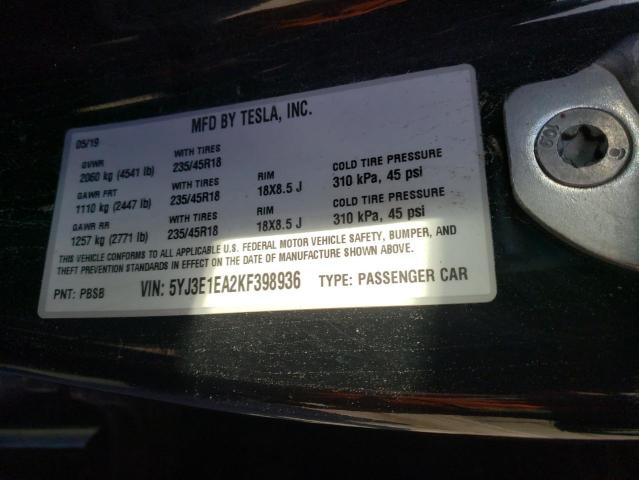 MFD BY TESLA, INC.
05/19
GVWR
2060 kg (4541 lb) WITH TIRES 235/45R18 RIM 18X8.5 J COLD TIRE PRESSURE 310 kPa, 45 psi
GAWR FRT
1110 kg (2447 lb) WITH TIRES 235/45R18 RIM 18X8.5 J COLD TIRE PRESSURE 310 kPa, 45 psi
GAWR RR
1257 kg (2771 lb) WITH TIRES 235/45R18
THIS VEHICLE CONFORMS TO ALL APPLICABLE U.S. FEDERAL MOTOR VEHICLE SAFETY, BUMPER, AND
THEFT PREVENTION STANDARDS IN EFFECT ON THE DATE OF MANUFACTURE SHOWN ABOVE.
PNT: PBSB VIN: 5YJ3E1EA2KF398936 TYPE: PASSENGER CAR